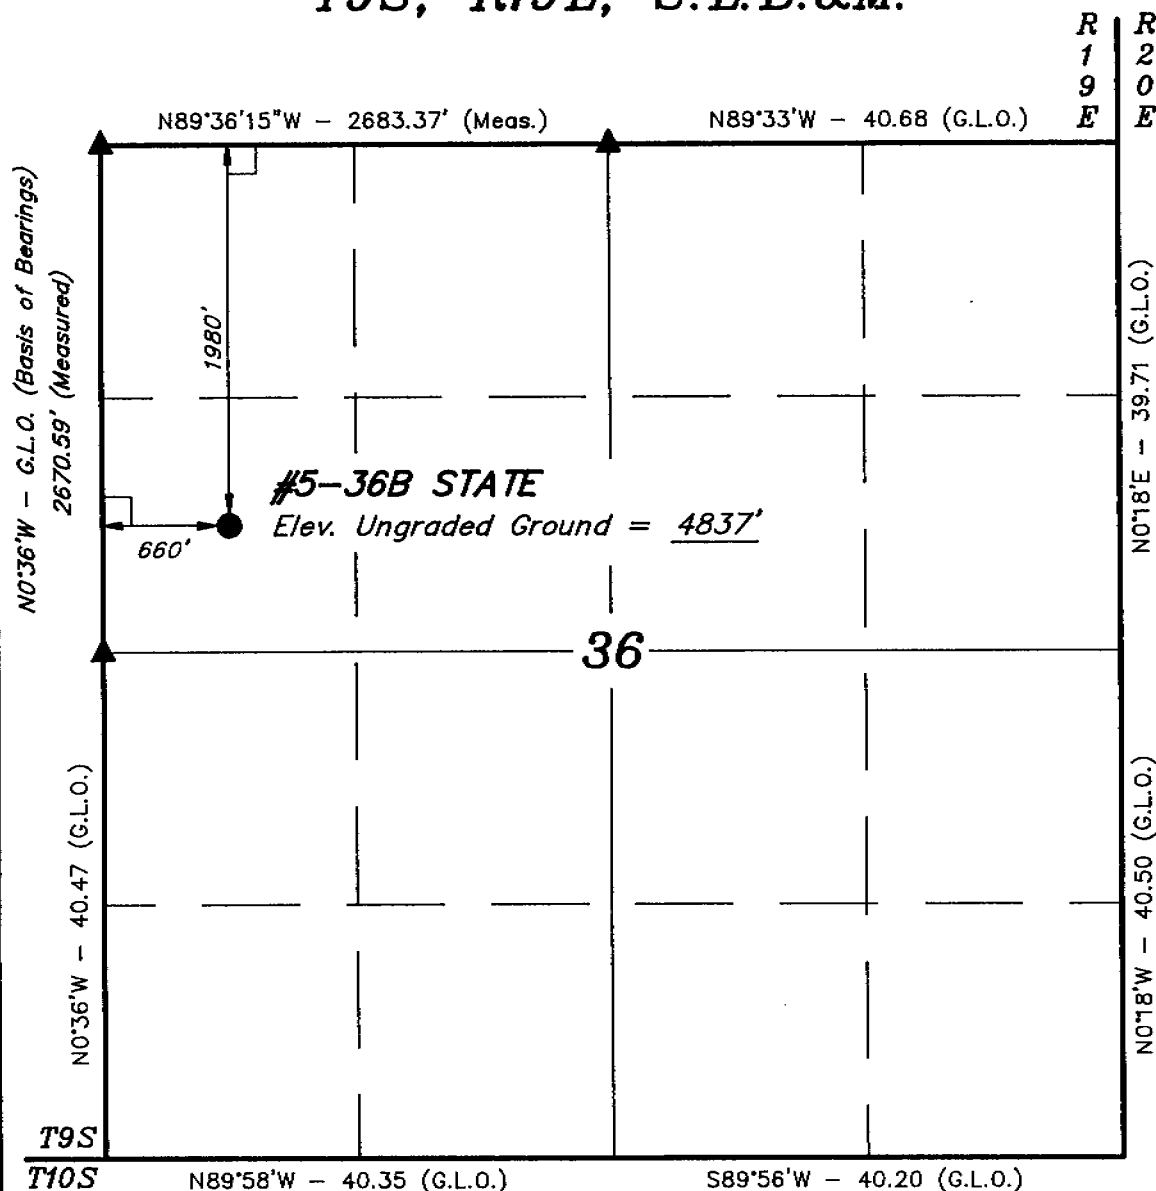 T9S, R19E, S.L.B.&M.
R R
1 2
9 0
E E
N89°36'15"W – 2683.37' (Meas.)
N89°33'W – 40.68 (G.L.O.)
N0°36'W – G.L.O. (Basis of Bearings)
2670.59' (Measured)
1980'
N0°18'E – 39.71 (G.L.O.)
#5–36B STATE
Elev. Ungraded Ground = 4837'
660'
36
N0°36'W – 40.47 (G.L.O.)
N0°18'W – 40.50 (G.L.O.)
T9S
T10S
N89°58'W – 40.35 (G.L.O.)
S89°56'W – 40.20 (G.L.O.)